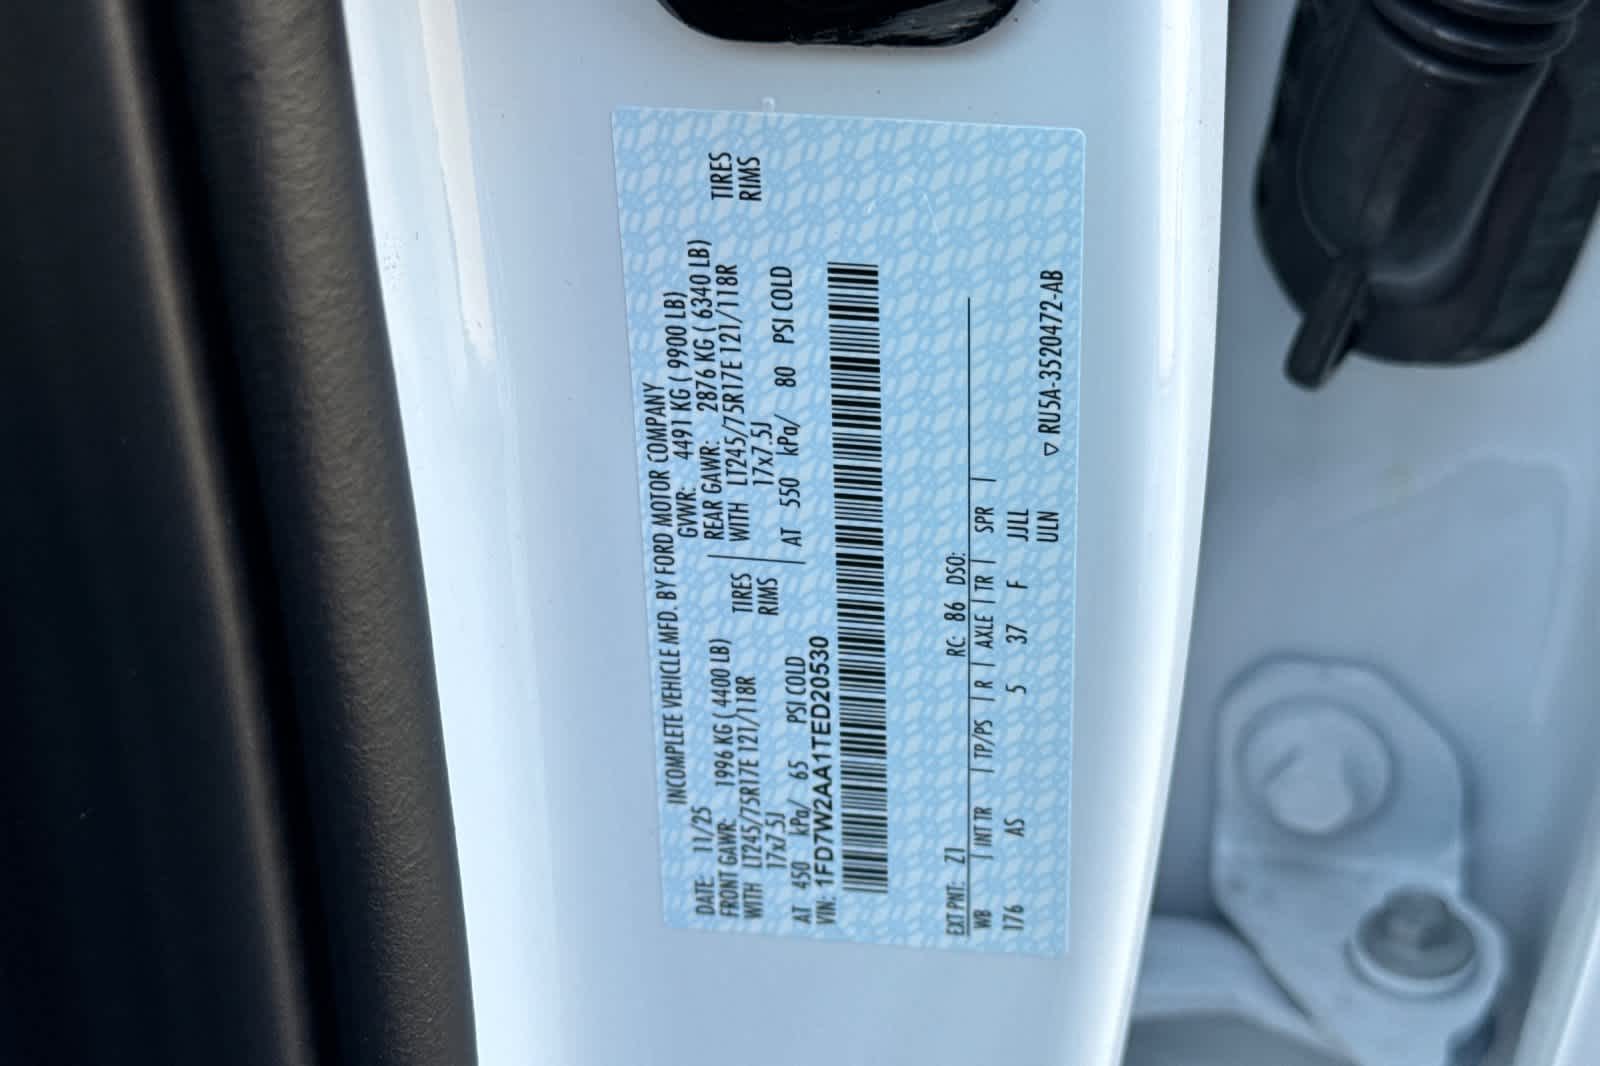 INCOMPLETE VEHICLE MFD. BY FORD MOTOR COMPANY
DATE: 11/25 GVWR: 4491 KG ( 9900 LB)
FRONT GAWR: 1996 KG ( 4400 LB) REAR GAWR: 2876 KG ( 6340 LB)
WITH LT245/75R17E 121/118R TIRES WITH LT245/75R17E 121/118R TIRES
17x7.5J RIMS 17x7.5J RIMS
AT 450 kPa/ 65 PSI COLD AT 550 kPa/ 80 PSI COLD
VIN: 1FD7W2AA1TED20530
EXT PNT: Z1 RC: 86 DSO:
WB | INT TR | TP/PS | R | AXLE | TR | SPR |
176 AS 5 37 F JJLL
ULN ▽ RU5A-3520472-AB